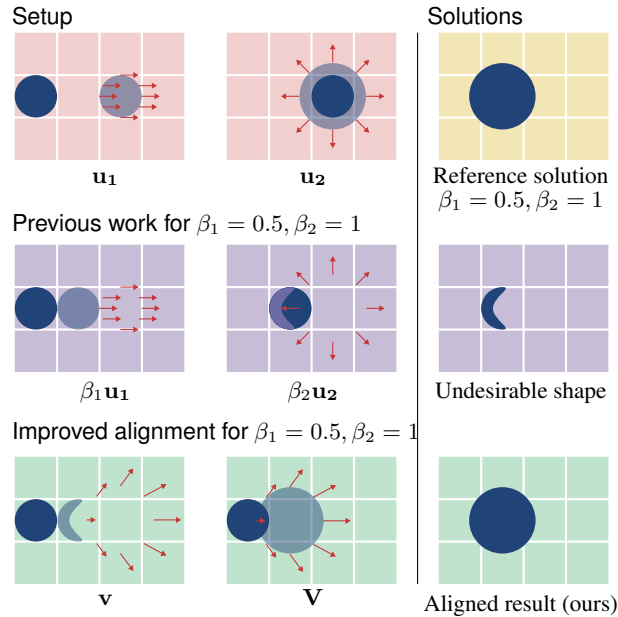 Setup
Solutions
u₁
u₂
Reference solution
β₁ = 0.5, β₂ = 1
Previous work for β₁ = 0.5, β₂ = 1
β₁u₁
β₂u₂
Undesirable shape
Improved alignment for β₁ = 0.5, β₂ = 1
v
V
Aligned result (ours)